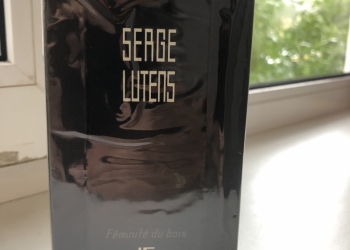 SERGE
LUTENS
Féminité du bois